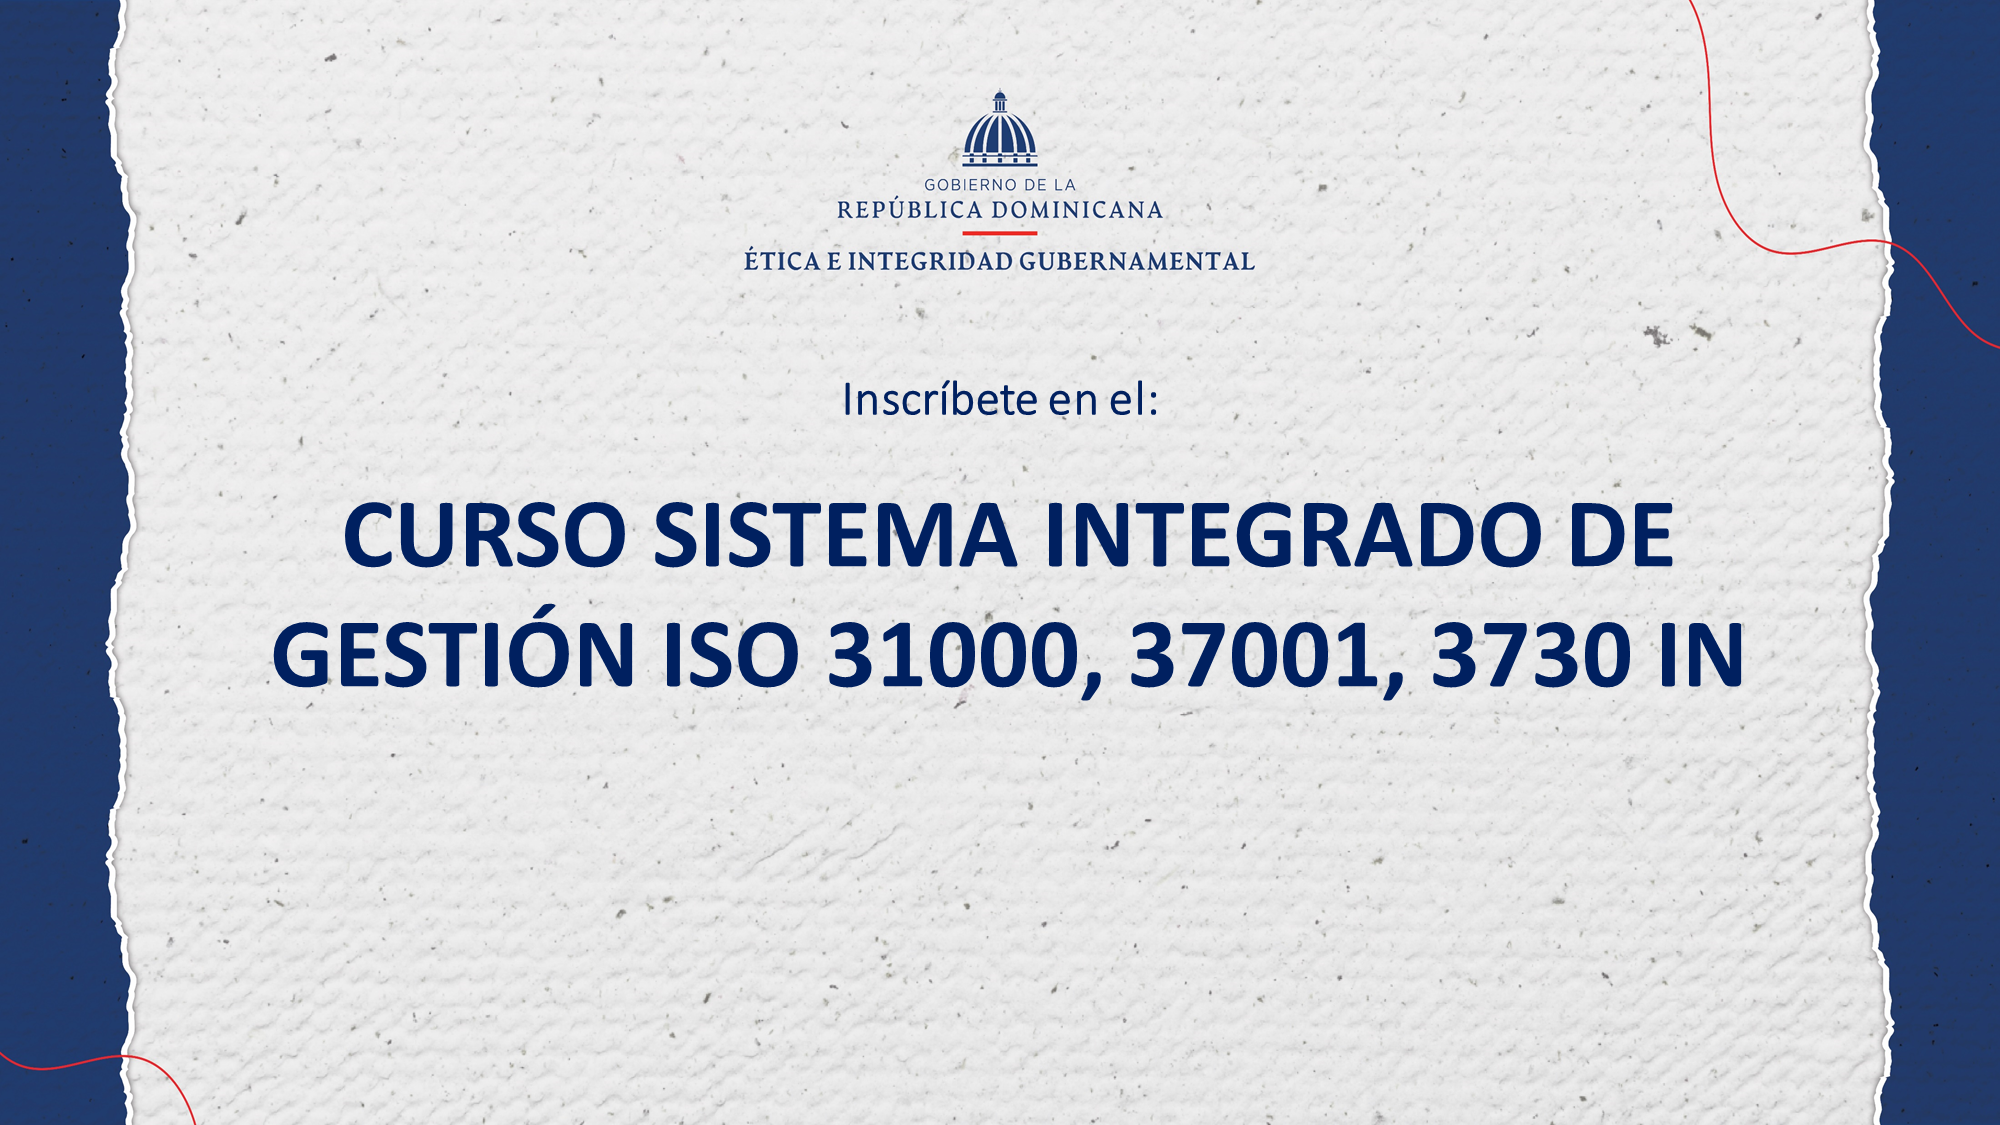 GOBIERNO DE LA
REPÚBLICA DOMINICANA
ÉTICA E INTEGRIDAD GUBERNAMENTAL
Inscríbete en el:
CURSO SISTEMA INTEGRADO DE
GESTIÓN ISO 31000, 37001, 3730 IN